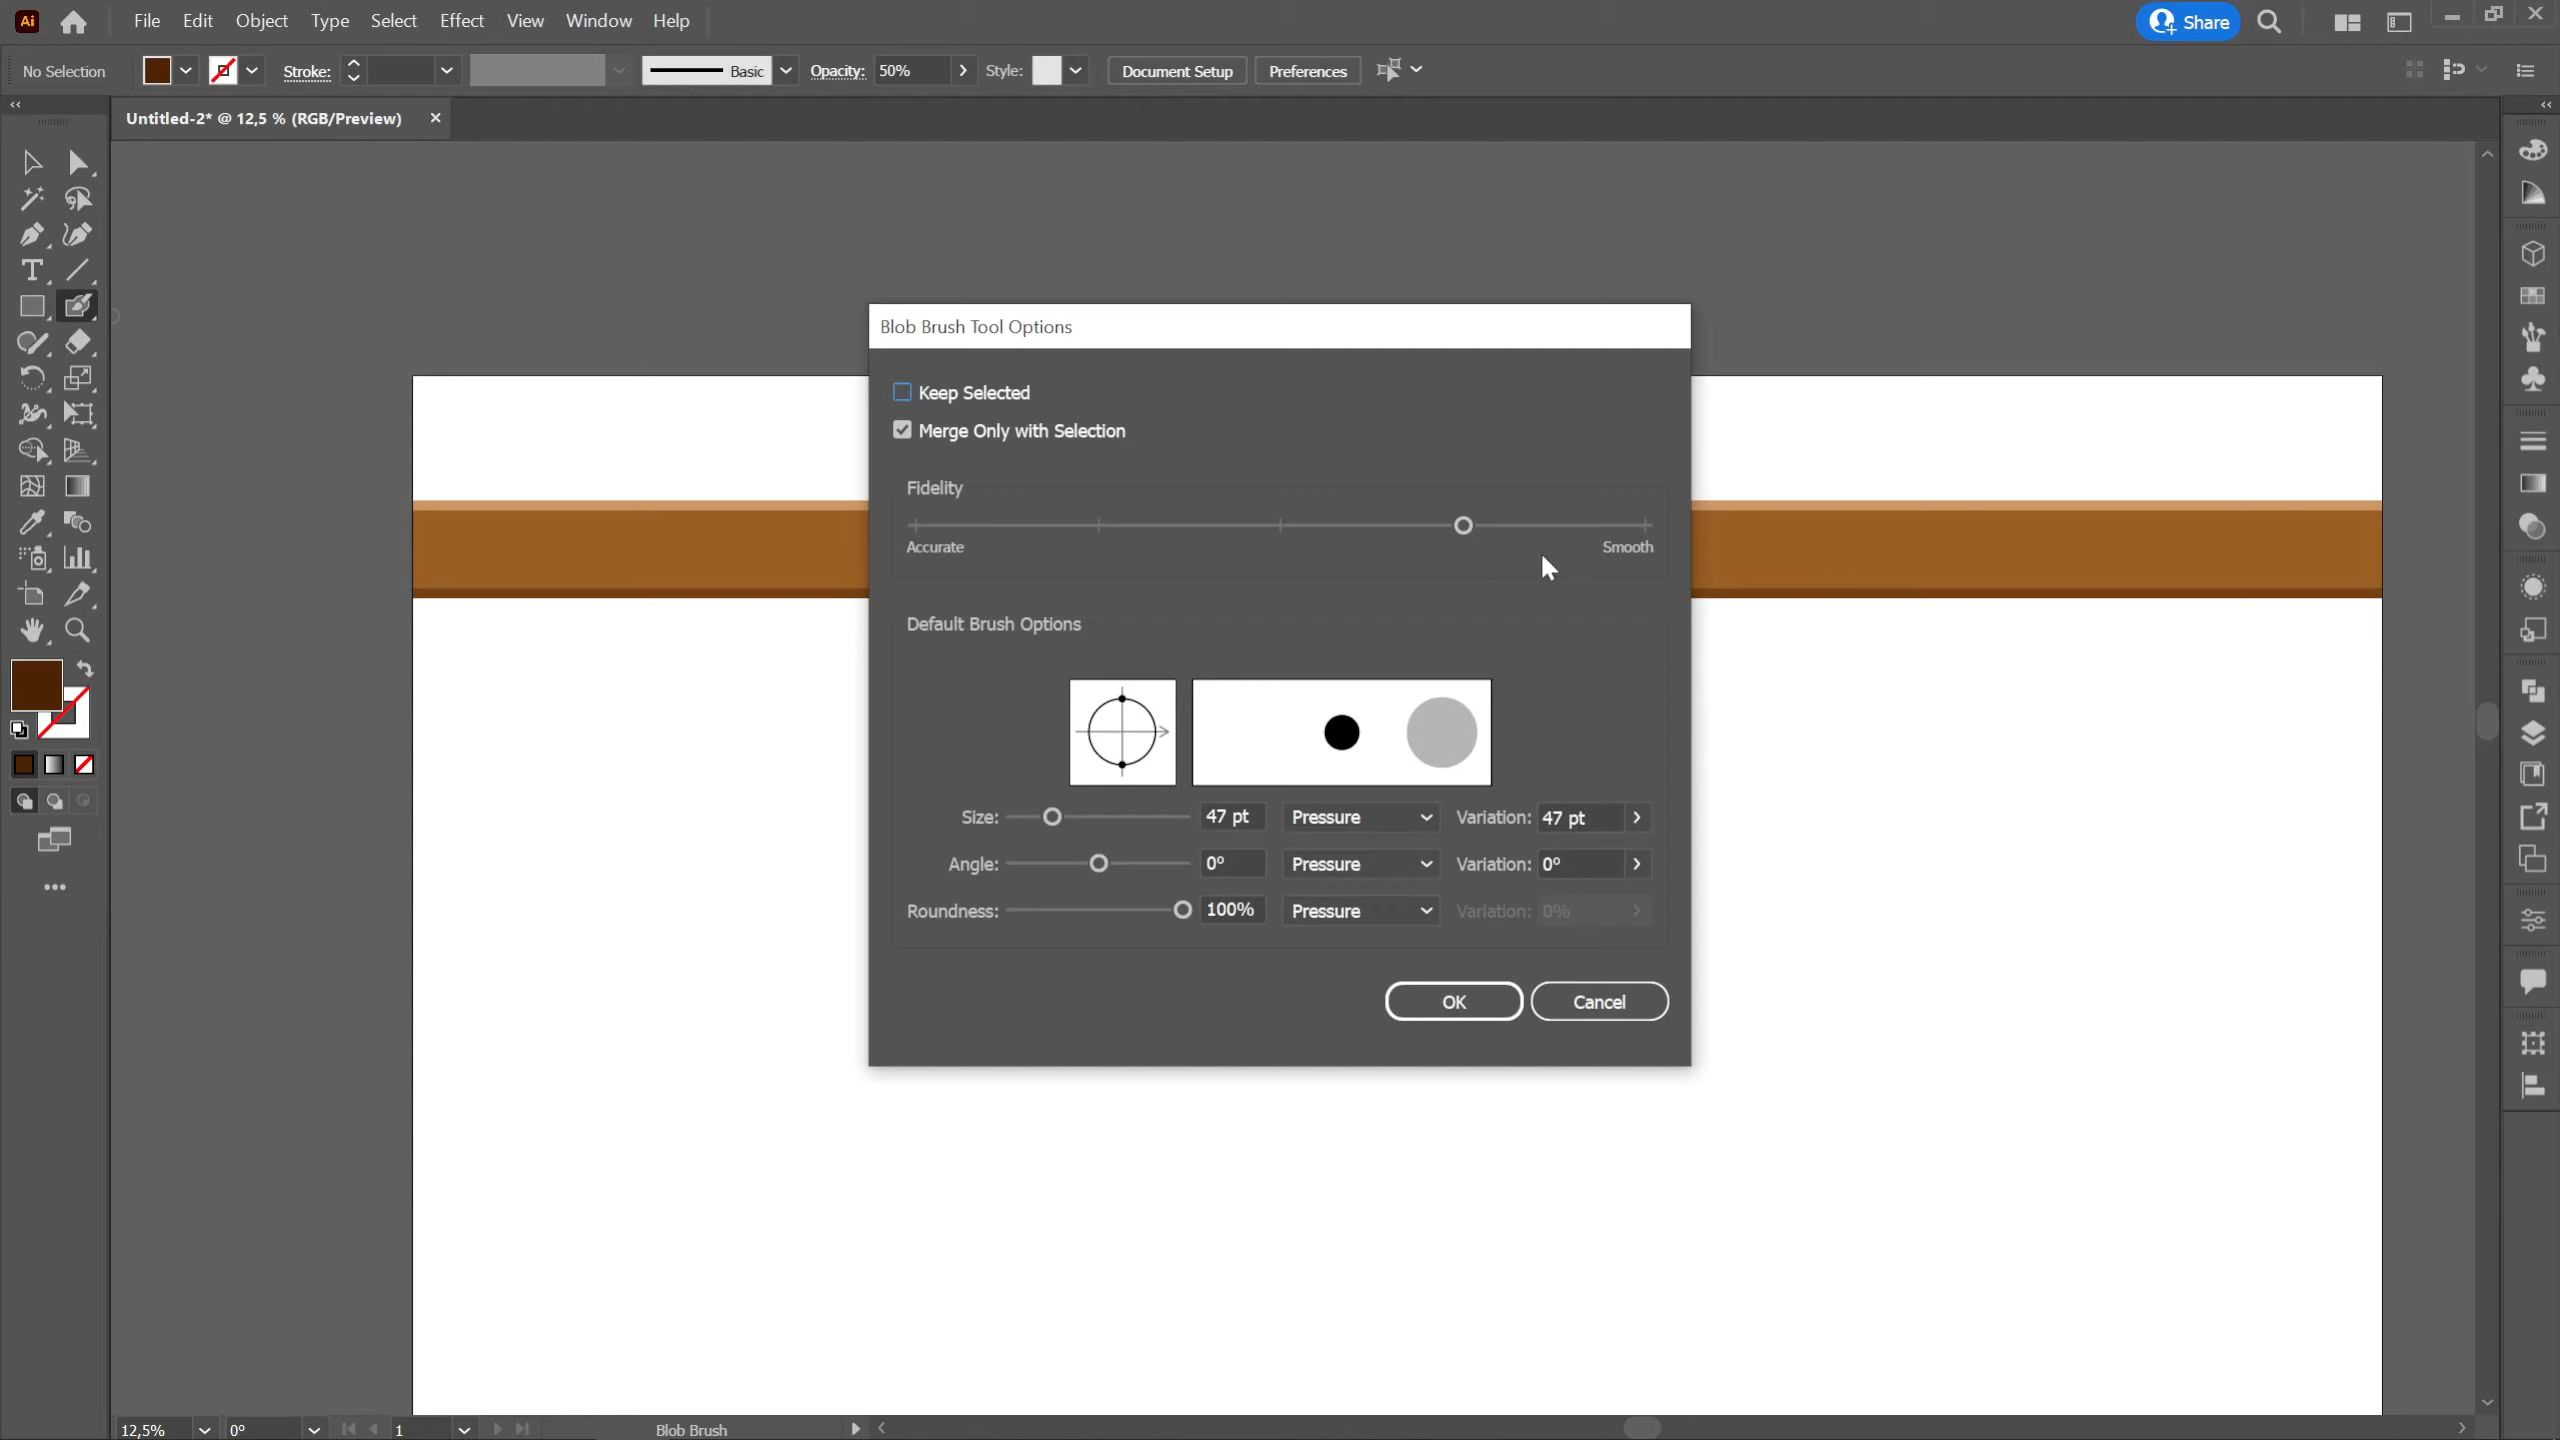 Ai File Edit Object Type Select Effect View Window Help Share
No Selection Stroke: Basic Opacity: 50% Style: Document Setup Preferences
Untitled-2* @ 12,5 % (RGB/Preview)
Blob Brush Tool Options
Keep Selected
Merge Only with Selection
Fidelity
Accurate Smooth
Default Brush Options
Size: 47 pt Pressure Variation: 47 pt
Angle: 0° Pressure Variation: 0°
Roundness: 100% Pressure Variation: 0%
OK Cancel
12,5% 0° 1 Blob Brush